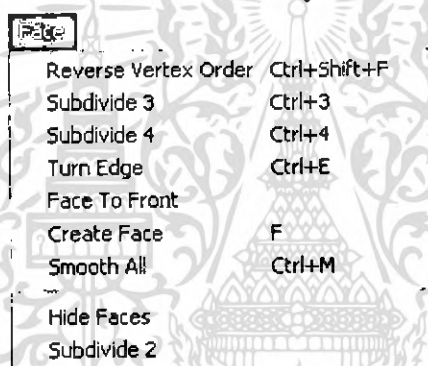 Face
Reverse Vertex Order Ctrl+Shift+F
Subdivide 3 Ctrl+3
Subdivide 4 Ctrl+4
Turn Edge Ctrl+E
Face To Front
Create Face F
Smooth All Ctrl+M
Hide Faces
Subdivide 2